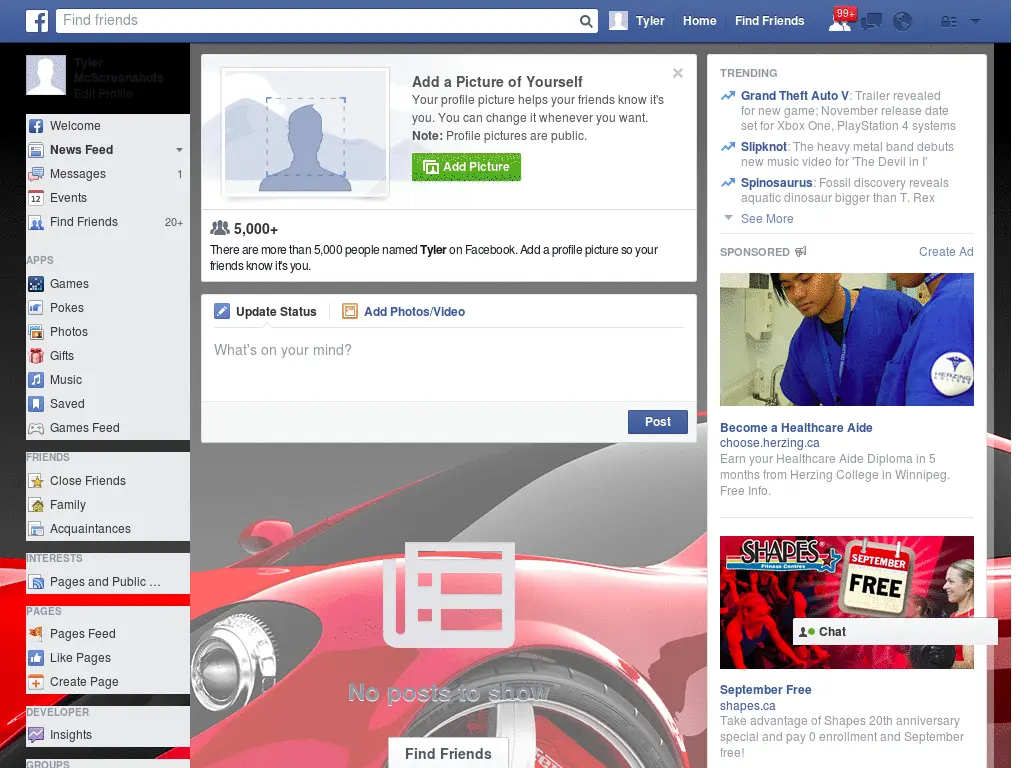 Find friends
Tyler
Home
Find Friends
99+
Tyler
McScreenshots
Edit Profile
Welcome
News Feed
Messages 1
12 Events
Find Friends 20+
APPS
Games
Pokes
Photos
Gifts
Music
Saved
Games Feed
FRIENDS
Close Friends
Family
Acquaintances
INTERESTS
Pages and Public ...
PAGES
Pages Feed
Like Pages
Create Page
DEVELOPER
Insights
GROUPS
Add a Picture of Yourself
Your profile picture helps your friends know it's
you. You can change it whenever you want.
Note: Profile pictures are public.
Add Picture
5,000+
There are more than 5,000 people named Tyler on Facebook. Add a profile picture so your
friends know it's you.
Update Status
Add Photos/Video
What's on your mind?
Post
No posts to show
Find Friends
TRENDING
Grand Theft Auto V: Trailer revealed
for new game; November release date
set for Xbox One, PlayStation 4 systems
Slipknot: The heavy metal band debuts
new music video for 'The Devil in I'
Spinosaurus: Fossil discovery reveals
aquatic dinosaur bigger than T. Rex
See More
SPONSORED
Create Ad
HERZING
COLLEGE
Become a Healthcare Aide
choose.herzing.ca
Earn your Healthcare Aide Diploma in 5
months from Herzing College in Winnipeg.
Free Info.
SHAPES
Fitness Centres
SEPTEMBER
FREE
Chat
September Free
shapes.ca
Take advantage of Shapes 20th anniversary
special and pay 0 enrollment and September
free!